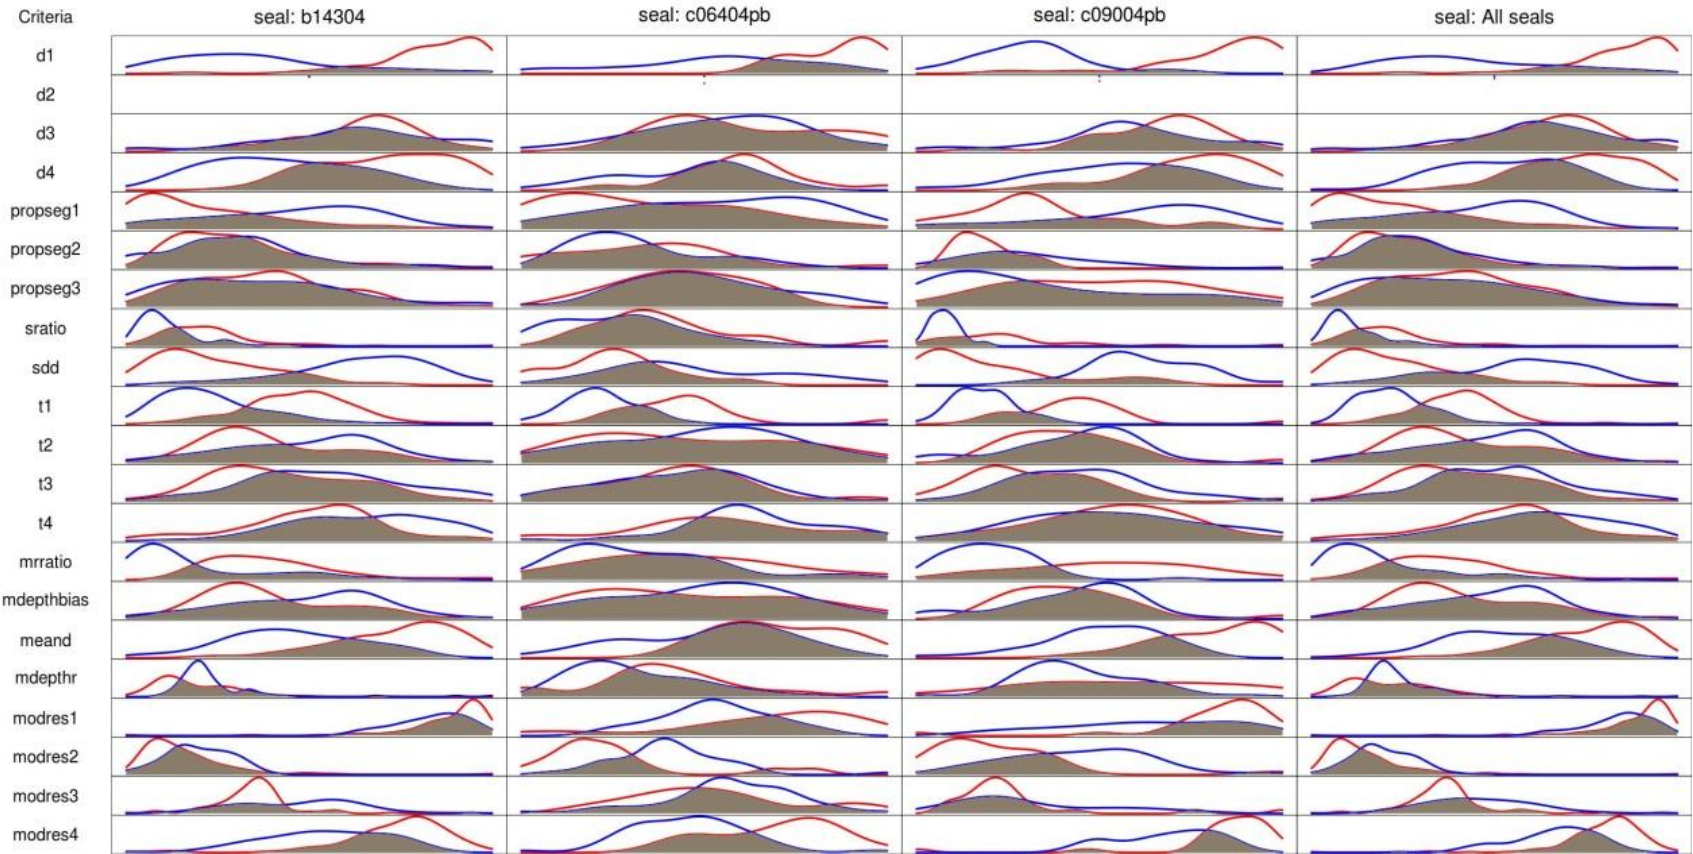 Criteria seal: b14304 seal: c06404pb seal: c09004pb seal: All seals
d1
d2
d3
d4
propseg1
propseg2
propseg3
sratio
sdd
t1
t2
t3
t4
mrratio
mdepthbias
meand
mdepthr
modres1
modres2
modres3
modres4